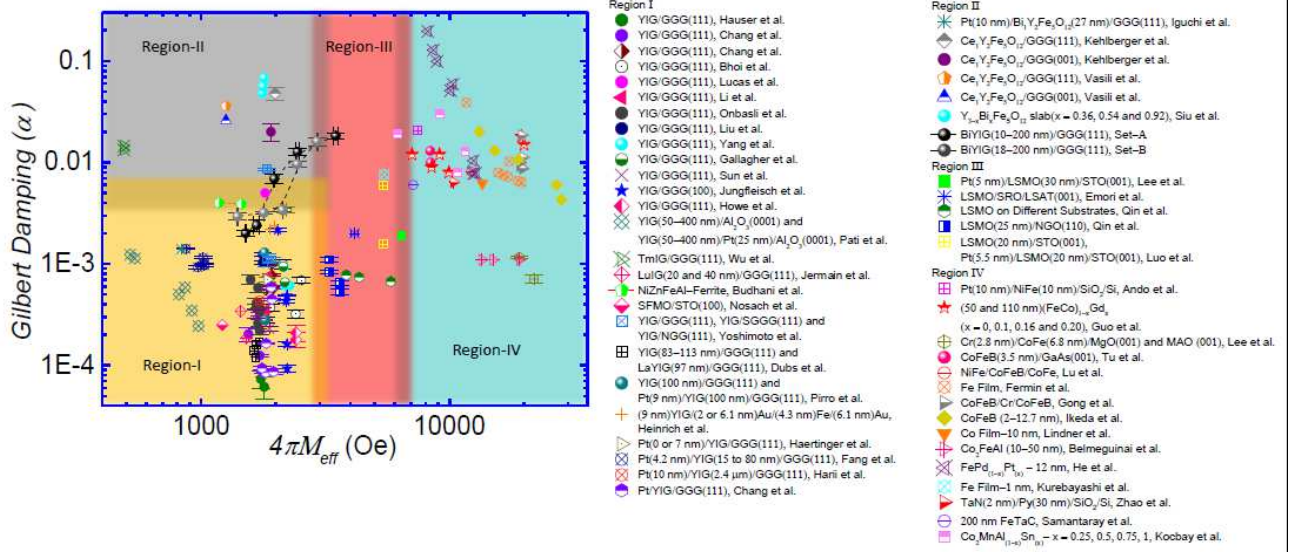 Region-II
Region-III
Region-I
Region-IV
0.1
0.01
1E-3
1E-4
1000
10000
Gilbert Damping (α)
4πM_eff (Oe)
Region I
YIG/GGG(111), Hauser et al.
YIG/GGG(111), Chang et al.
YIG/GGG(111), Chang et al.
YIG/GGG(111), Bhoi et al.
YIG/GGG(111), Lucas et al.
YIG/GGG(111), Li et al.
YIG/GGG(111), Onbasli et al.
YIG/GGG(111), Liu et al.
YIG/GGG(111), Yang et al.
YIG/GGG(111), Gallagher et al.
YIG/GGG(111), Sun et al.
YIG/GGG(100), Jungfleisch et al.
YIG/GGG(111), Howe et al.
YIG(50–400 nm)/Al₂O₃(0001) and
YIG(50–400 nm)/Pt(25 nm)/Al₂O₃(0001), Pati et al.
TmIG/GGG(111), Wu et al.
LuIG(20 and 40 nm)/GGG(111), Jermain et al.
NiZnFeAl–Ferrite, Budhani et al.
SFMO/STO(100), Nosach et al.
YIG/GGG(111), YIG/SGGG(111) and
YIG/NGG(111), Yoshimoto et al.
YIG(83–113 nm)/GGG(111) and
LaYIG(97 nm)/GGG(111), Dubs et al.
YIG(100 nm)/GGG(111) and
Pt(9 nm)/YIG(100 nm)/GGG(111), Pirro et al.
(9 nm)YIG/(2 or 6.1 nm)Au/(4.3 nm)Fe/(6.1 nm)Au,
Heinrich et al.
Pt(0 or 7 nm)/YIG/GGG(111), Haertinger et al.
Pt(4.2 nm)/YIG(15 to 80 nm)/GGG(111), Fang et al.
Pt(10 nm)/YIG(2.4 μm)/GGG(111), Harii et al.
Pt/YIG/GGG(111), Chang et al.
Region II
Pt(10 nm)/Bi₁Y₂Fe₅O₁₂(27 nm)/GGG(111), Iguchi et al.
Ce₁Y₂Fe₅O₁₂/GGG(111), Kehlberger et al.
Ce₁Y₂Fe₅O₁₂/GGG(001), Kehlberger et al.
Ce₁Y₂Fe₅O₁₂/GGG(111), Vasili et al.
Ce₁Y₂Fe₅O₁₂/GGG(001), Vasili et al.
Y₃₋ₓBiₓFe₅O₁₂ slab(x = 0.36, 0.54 and 0.92), Siu et al.
BiYIG(10–200 nm)/GGG(111), Set–A
BiYIG(18–200 nm)/GGG(111), Set–B
Region III
Pt(5 nm)/LSMO(30 nm)/STO(001), Lee et al.
LSMO/SRO/LSAT(001), Emori et al.
LSMO on Different Substrates, Qin et al.
LSMO(25 nm)/NGO(110), Qin et al.
LSMO(20 nm)/STO(001),
Pt(5.5 nm)/LSMO(20 nm)/STO(001), Luo et al.
Region IV
Pt(10 nm)/NiFe(10 nm)/SiO₂/Si, Ando et al.
(50 and 110 nm)(FeCo)₁₋ₓGdₓ
(x = 0, 0.1, 0.16 and 0.20), Guo et al.
Cr(2.8 nm)/CoFe(6.8 nm)/MgO(001) and MAO (001), Lee et al.
CoFeB(3.5 nm)/GaAs(001), Tu et al.
NiFe/CoFeB/CoFe, Lu et al.
Fe Film, Fermin et al.
CoFeB/Cr/CoFeB, Gong et al.
CoFeB (2–12.7 nm), Ikeda et al.
Co Film–10 nm, Lindner et al.
Co₂FeAl (10–50 nm), Belmeguinai et al.
FePd₍₁₋ₓ₎Pt₍ₓ₎ – 12 nm, He et al.
Fe Film–1 nm, Kurebayashi et al.
TaN(2 nm)/Py(30 nm)/SiO₂/Si, Zhao et al.
200 nm FeTaC, Samantaray et al.
Co₂MnAl₍₁₋ₓ₎Sn₍ₓ₎ – x = 0.25, 0.5, 0.75, 1, Kocbay et al.